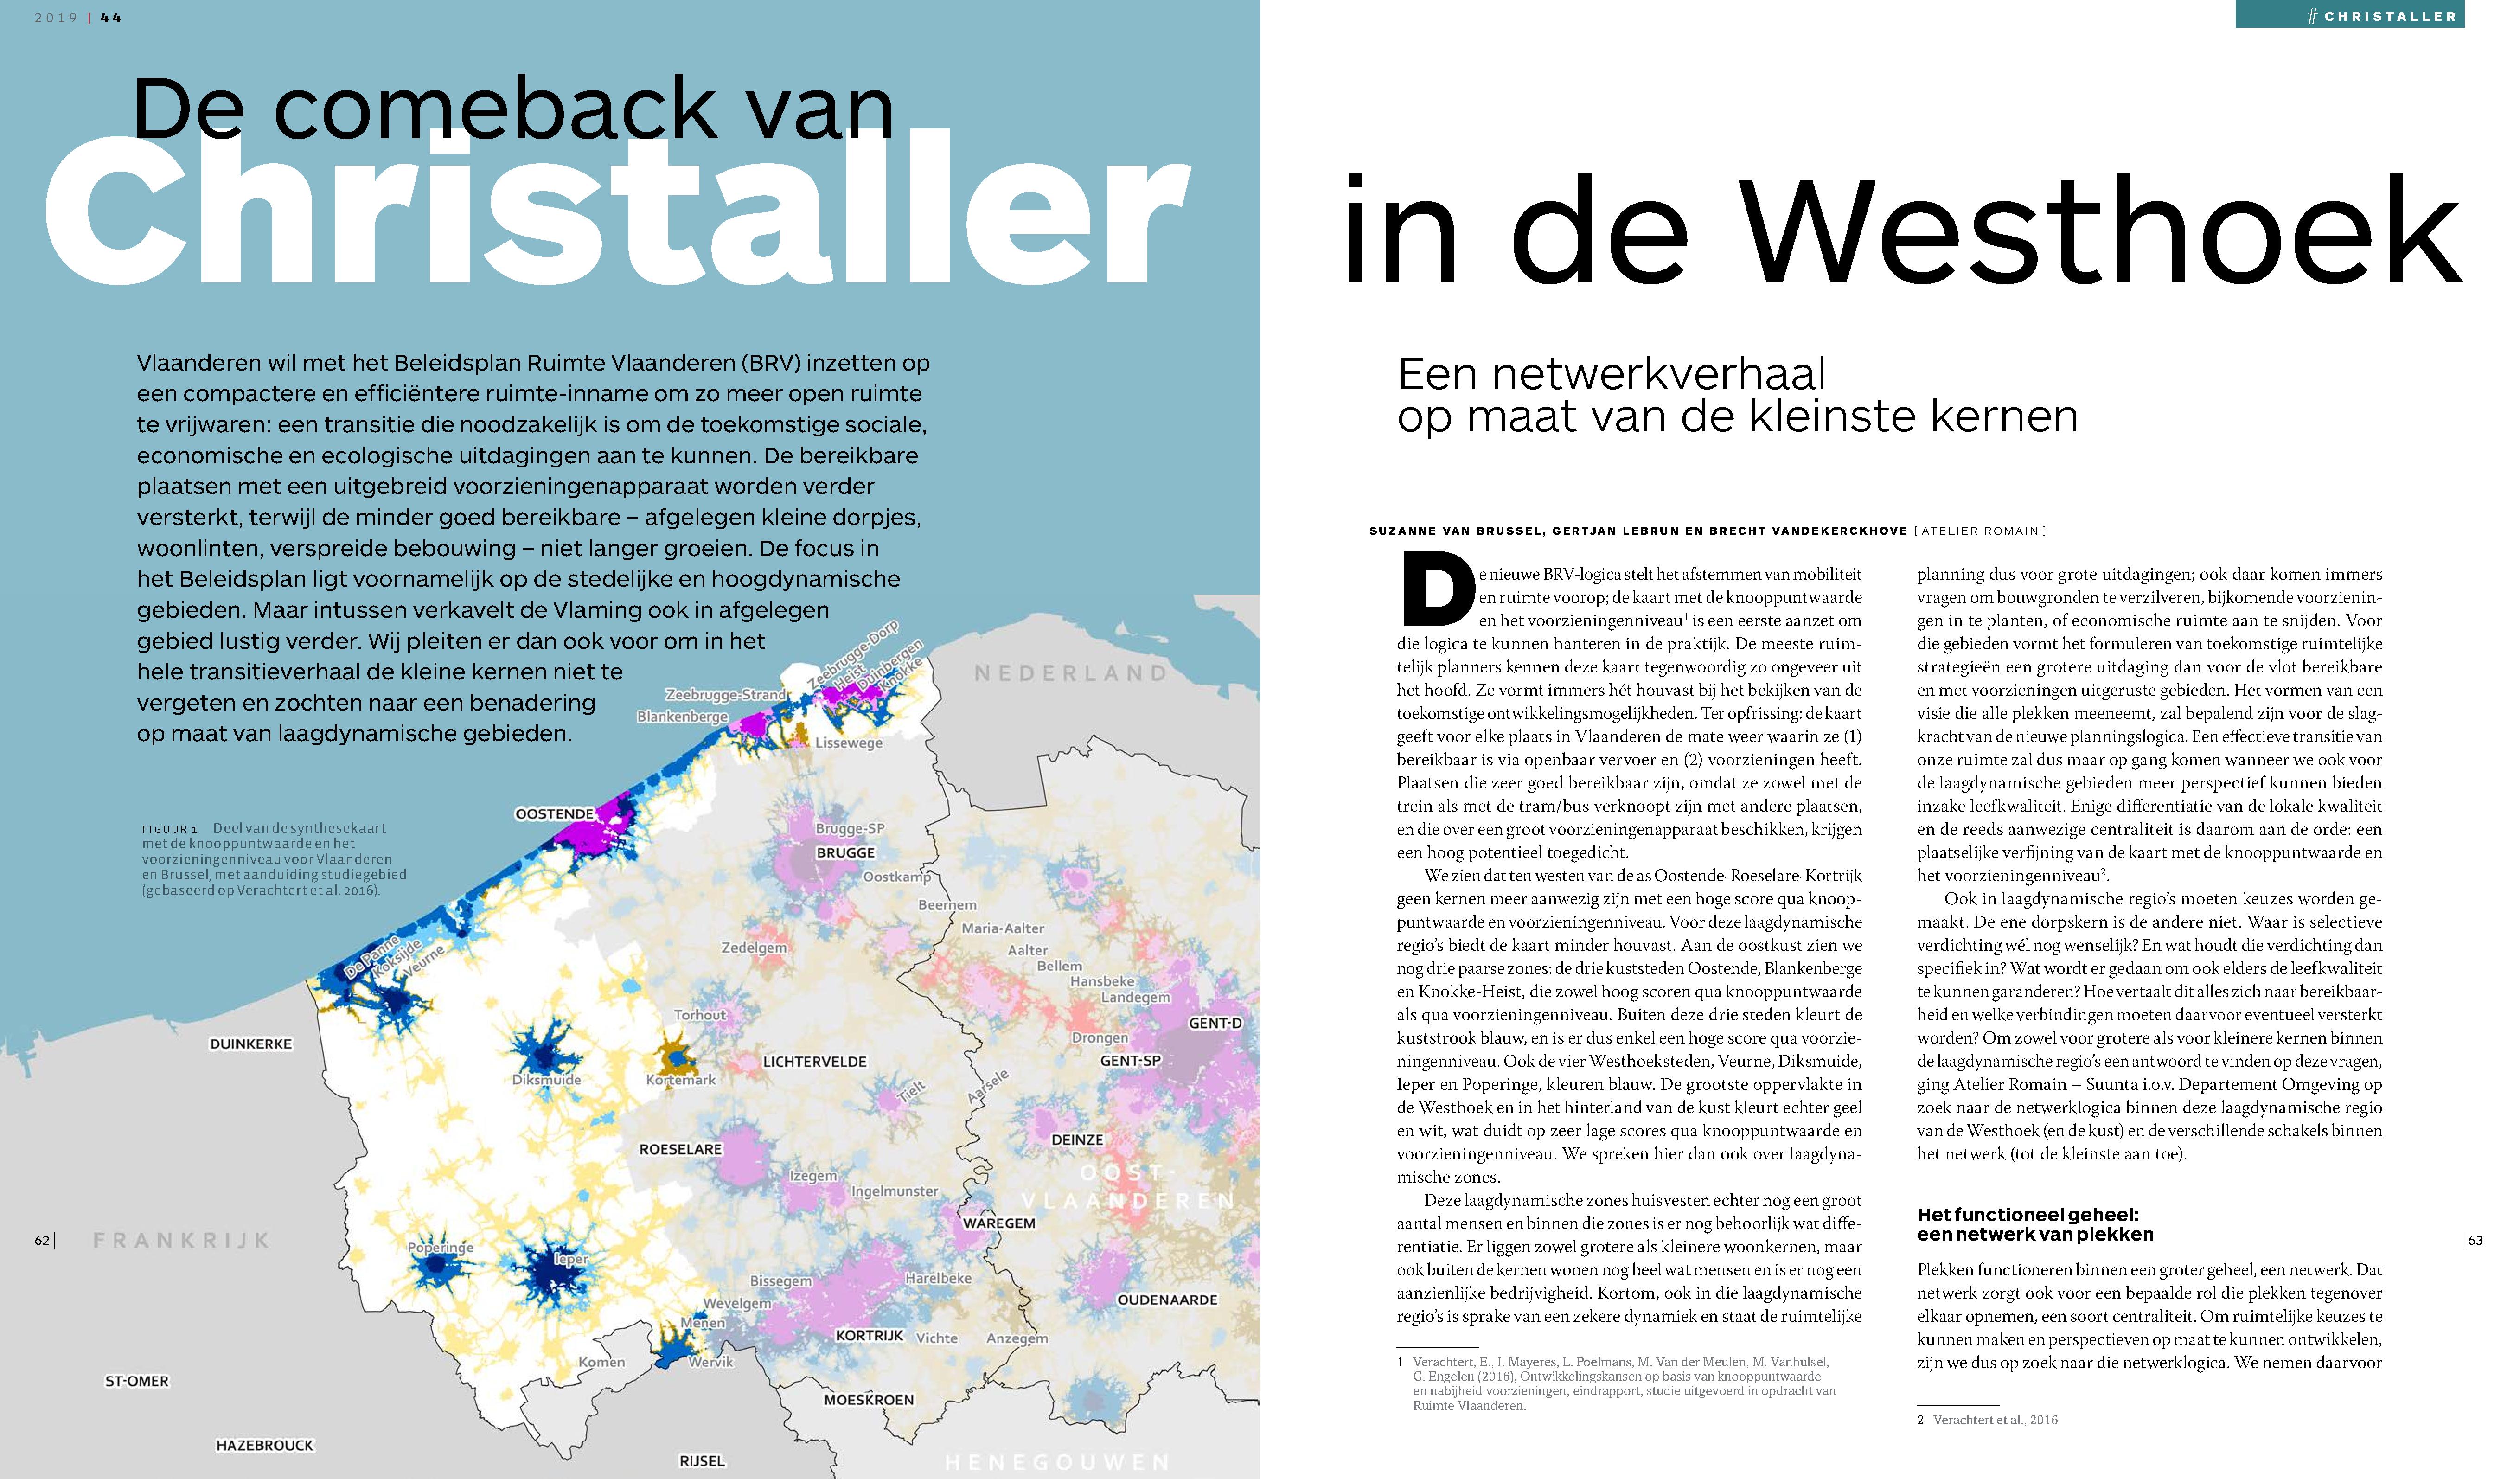 2019 | 44
De comeback van
Christaller
Vlaanderen wil met het Beleidsplan Ruimte Vlaanderen (BRV) inzetten op
een compactere en efficiëntere ruimte-inname om zo meer open ruimte
te vrijwaren: een transitie die noodzakelijk is om de toekomstige sociale,
economische en ecologische uitdagingen aan te kunnen. De bereikbare
plaatsen met een uitgebreid voorzieningenapparaat worden verder
versterkt, terwijl de minder goed bereikbare – afgelegen kleine dorpjes,
woonlinten, verspreide bebouwing – niet langer groeien. De focus in
het Beleidsplan ligt voornamelijk op de stedelijke en hoogdynamische
gebieden. Maar intussen verkavelt de Vlaming ook in afgelegen
gebied lustig verder. Wij pleiten er dan ook voor om in het
hele transitieverhaal de kleine kernen niet te
vergeten en zochten naar een benadering
op maat van laagdynamische gebieden.
FIGUUR 1 Deel van de synthesekaart
met de knooppuntwaarde en het
voorzieningenniveau voor Vlaanderen
en Brussel, met aanduiding studiegebied
(gebaseerd op Verachtert et al. 2016).
Zeebrugge-Dorp
Heist
Duinbergen
Knokke
NEDERLAND
Zeebrugge-Strand
Blankenberge
Lissewege
OOSTENDE
Brugge-SP
BRUGGE
Oostkamp
Beernem
Maria-Aalter
Zedelgem
Aalter
Bellem
De Panne
Koksijde
Veurne
Hansbeke
Landegem
Torhout
GENT-D
DUINKERKE
Drongen
LICHTERVELDE
GENT-SP
Diksmuide
Kortemark
Tielt
Aarsele
DEINZE
ROESELARE
OOST-
VLAANDEREN
Izegem
Ingelmunster
WAREGEM
62
FRANKRIJK
Poperinge
Ieper
Bissegem
Harelbeke
OUDENAARDE
Wevelgem
Menen
KORTRIJK
Vichte
Anzegem
Komen
Wervik
ST-OMER
MOESKROEN
HAZEBROUCK
RIJSEL
HENEGOUWEN
# CHRISTALLER
in de Westhoek
Een netwerkverhaal
op maat van de kleinste kernen
SUZANNE VAN BRUSSEL, GERTJAN LEBRUN EN BRECHT VANDEKERCKHOVE [ ATELIER ROMAIN ]
De nieuwe BRV-logica stelt het afstemmen van mobiliteit
en ruimte voorop; de kaart met de knooppuntwaarde
en het voorzieningenniveau¹ is een eerste aanzet om
die logica te kunnen hanteren in de praktijk. De meeste ruim-
telijk planners kennen deze kaart tegenwoordig zo ongeveer uit
het hoofd. Ze vormt immers hét houvast bij het bekijken van de
toekomstige ontwikkelingsmogelijkheden. Ter opfrissing: de kaart
geeft voor elke plaats in Vlaanderen de mate weer waarin ze (1)
bereikbaar is via openbaar vervoer en (2) voorzieningen heeft.
Plaatsen die zeer goed bereikbaar zijn, omdat ze zowel met de
trein als met de tram/bus verknoopt zijn met andere plaatsen,
en die over een groot voorzieningenapparaat beschikken, krijgen
een hoog potentieel toegedicht.
We zien dat ten westen van de as Oostende-Roeselare-Kortrijk
geen kernen meer aanwezig zijn met een hoge score qua knoop-
puntwaarde en voorzieningenniveau. Voor deze laagdynamische
regio's biedt de kaart minder houvast. Aan de oostkust zien we
nog drie paarse zones: de drie kuststeden Oostende, Blankenberge
en Knokke-Heist, die zowel hoog scoren qua knooppuntwaarde
als qua voorzieningenniveau. Buiten deze drie steden kleurt de
kuststrook blauw, en is er dus enkel een hoge score qua voorzie-
ningenniveau. Ook de vier Westhoeksteden, Veurne, Diksmuide,
Ieper en Poperinge, kleuren blauw. De grootste oppervlakte in
de Westhoek en in het hinterland van de kust kleurt echter geel
en wit, wat duidt op zeer lage scores qua knooppuntwaarde en
voorzieningenniveau. We spreken hier dan ook over laagdyna-
mische zones.
Deze laagdynamische zones huisvesten echter nog een groot
aantal mensen en binnen die zones is er nog behoorlijk wat diffe-
rentiatie. Er liggen zowel grotere als kleinere woonkernen, maar
ook buiten de kernen wonen nog heel wat mensen en is er nog een
aanzienlijke bedrijvigheid. Kortom, ook in die laagdynamische
regio's is sprake van een zekere dynamiek en staat de ruimtelijke
1 Verachtert, E., I. Mayeres, L. Poelmans, M. Van der Meulen, M. Vanhulsel,
G. Engelen (2016), Ontwikkelingskansen op basis van knooppuntwaarde
en nabijheid voorzieningen, eindrapport, studie uitgevoerd in opdracht van
Ruimte Vlaanderen.
planning dus voor grote uitdagingen; ook daar komen immers
vragen om bouwgronden te verzilveren, bijkomende voorzienin-
gen in te planten, of economische ruimte aan te snijden. Voor
die gebieden vormt het formuleren van toekomstige ruimtelijke
strategieën een grotere uitdaging dan voor de vlot bereikbare
en met voorzieningen uitgeruste gebieden. Het vormen van een
visie die alle plekken meeneemt, zal bepalend zijn voor de slag-
kracht van de nieuwe planningslogica. Een effectieve transitie van
onze ruimte zal dus maar op gang komen wanneer we ook voor
de laagdynamische gebieden meer perspectief kunnen bieden
inzake leefkwaliteit. Enige differentiatie van de lokale kwaliteit
en de reeds aanwezige centraliteit is daarom aan de orde: een
plaatselijke verfijning van de kaart met de knooppuntwaarde en
het voorzieningenniveau².
Ook in laagdynamische regio's moeten keuzes worden ge-
maakt. De ene dorpskern is de andere niet. Waar is selectieve
verdichting wél nog wenselijk? En wat houdt die verdichting dan
specifiek in? Wat wordt er gedaan om ook elders de leefkwaliteit
te kunnen garanderen? Hoe vertaalt dit alles zich naar bereikbaar-
heid en welke verbindingen moeten daarvoor eventueel versterkt
worden? Om zowel voor grotere als voor kleinere kernen binnen
de laagdynamische regio's een antwoord te vinden op deze vragen,
ging Atelier Romain – Suunta i.o.v. Departement Omgeving op
zoek naar de netwerklogica binnen deze laagdynamische regio
van de Westhoek (en de kust) en de verschillende schakels binnen
het netwerk (tot de kleinste aan toe).
Het functioneel geheel:
een netwerk van plekken
Plekken functioneren binnen een groter geheel, een netwerk. Dat
netwerk zorgt ook voor een bepaalde rol die plekken tegenover
elkaar opnemen, een soort centraliteit. Om ruimtelijke keuzes te
kunnen maken en perspectieven op maat te kunnen ontwikkelen,
zijn we dus op zoek naar die netwerklogica. We nemen daarvoor
2 Verachtert et al., 2016
63